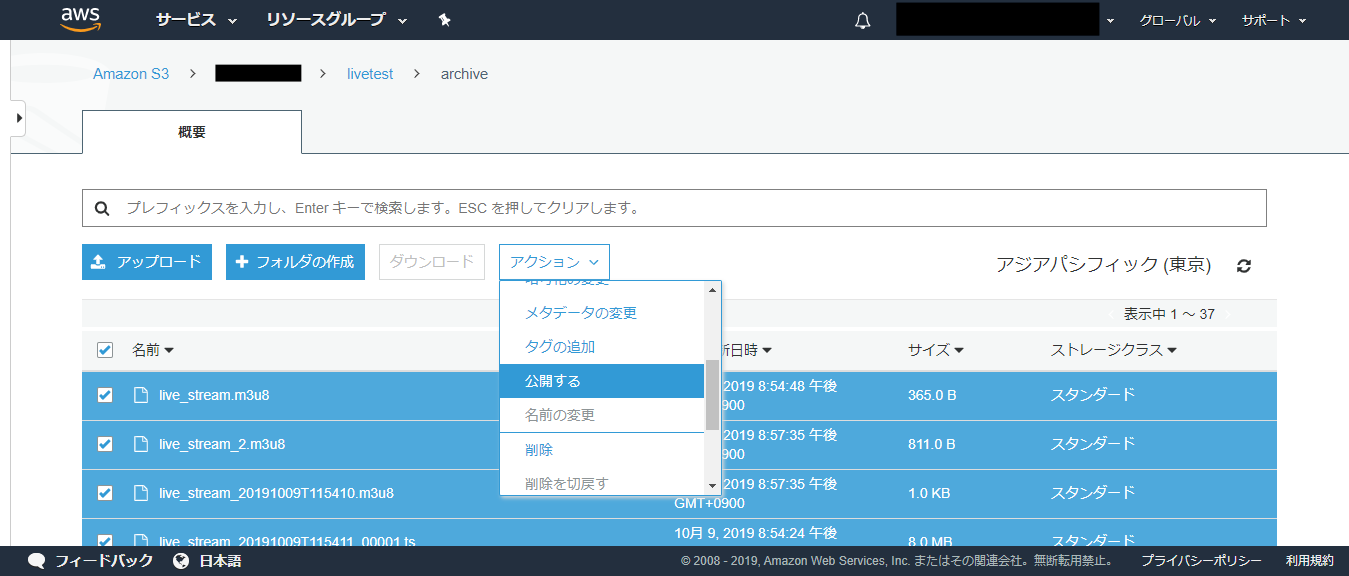 aws サービス リソースグループ グローバル サポート
Amazon S3 livetest archive
概要
プレフィックスを入力し、Enter キーで検索します。ESC を押してクリアします。
アップロード フォルダの作成 ダウンロード アクション アジアパシフィック (東京)
メタデータの変更
タグの追加
公開する
名前の変更
削除
削除を切戻す
表示中 1 ~ 37
名前 新日時 サイズ ストレージクラス
live_stream.m3u8 2019 8:54:48 午後 365.0 B スタンダード
900
live_stream_2.m3u8 2019 8:57:35 午後 811.0 B スタンダード
900
live_stream_20191009T115410.m3u8 2019 8:57:35 午後 1.0 KB スタンダード
GMT+0900
live_stream_20191009T115411_00001.ts 10月 9, 2019 8:54:24 午後 8.0 MB スタンダード
フィードバック 日本語 © 2008 - 2019, Amazon Web Services, Inc. またはその関連会社。無断転用禁止。 プライバシーポリシー 利用規約